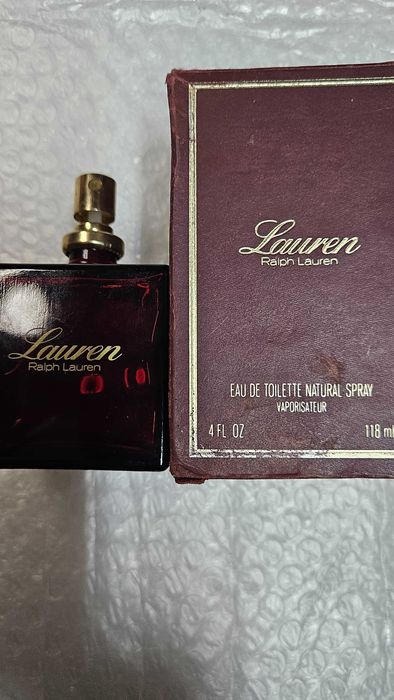 Lauren
Ralph Lauren
Lauren
Ralph Lauren
EAU DE TOILETTE NATURAL SPRAY
VAPORISATEUR
4 FL OZ
118 ml